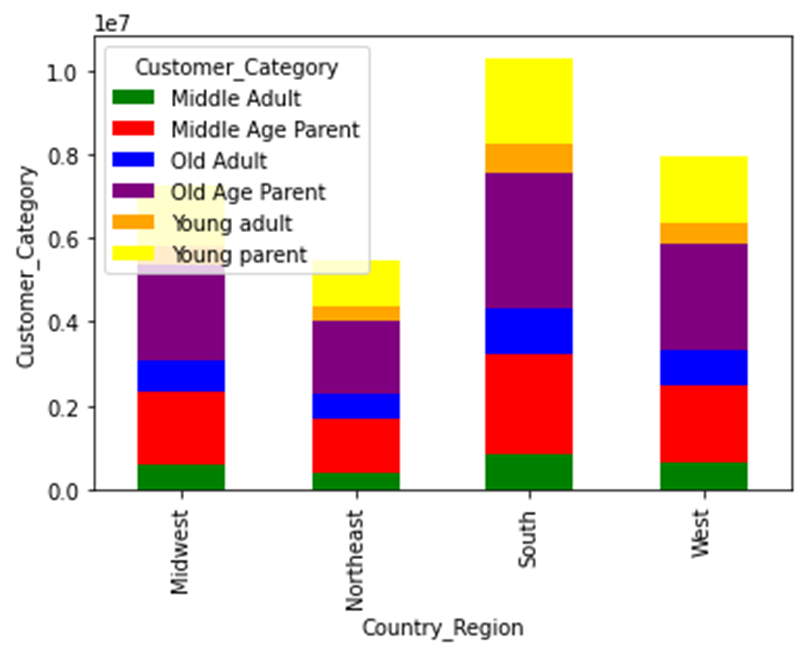 1e7
Customer_Category
Middle Adult
Middle Age Parent
Old Adult
Old Age Parent
Young adult
Young parent
1.0
0.8
0.6
0.4
0.2
0.0
Customer_Category
Midwest
Northeast
South
West
Country_Region